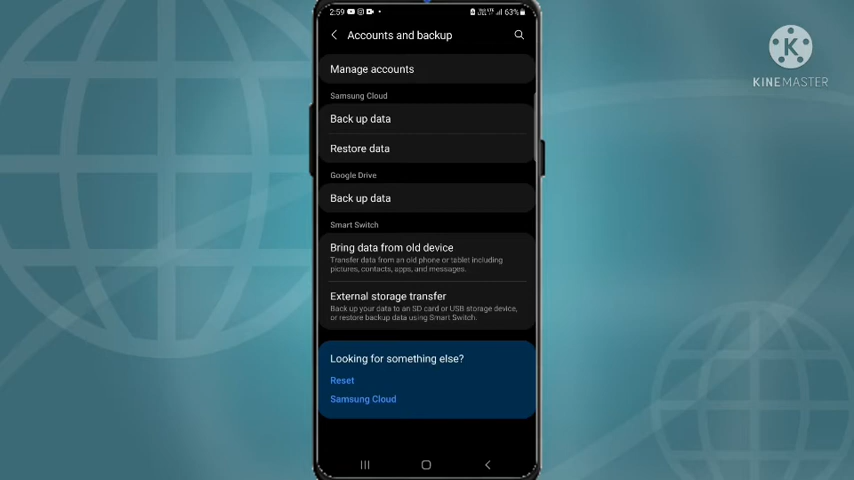 2:59
63%
Accounts and backup
Manage accounts
Samsung Cloud
Back up data
Restore data
Google Drive
Back up data
Smart Switch
Bring data from old device
Transfer data from an old phone or tablet including
pictures, contacts, apps, and messages.
External storage transfer
Back up your data to an SD card or USB storage device,
or restore backup data using Smart Switch.
Looking for something else?
Reset
Samsung Cloud
K
KINEMASTER